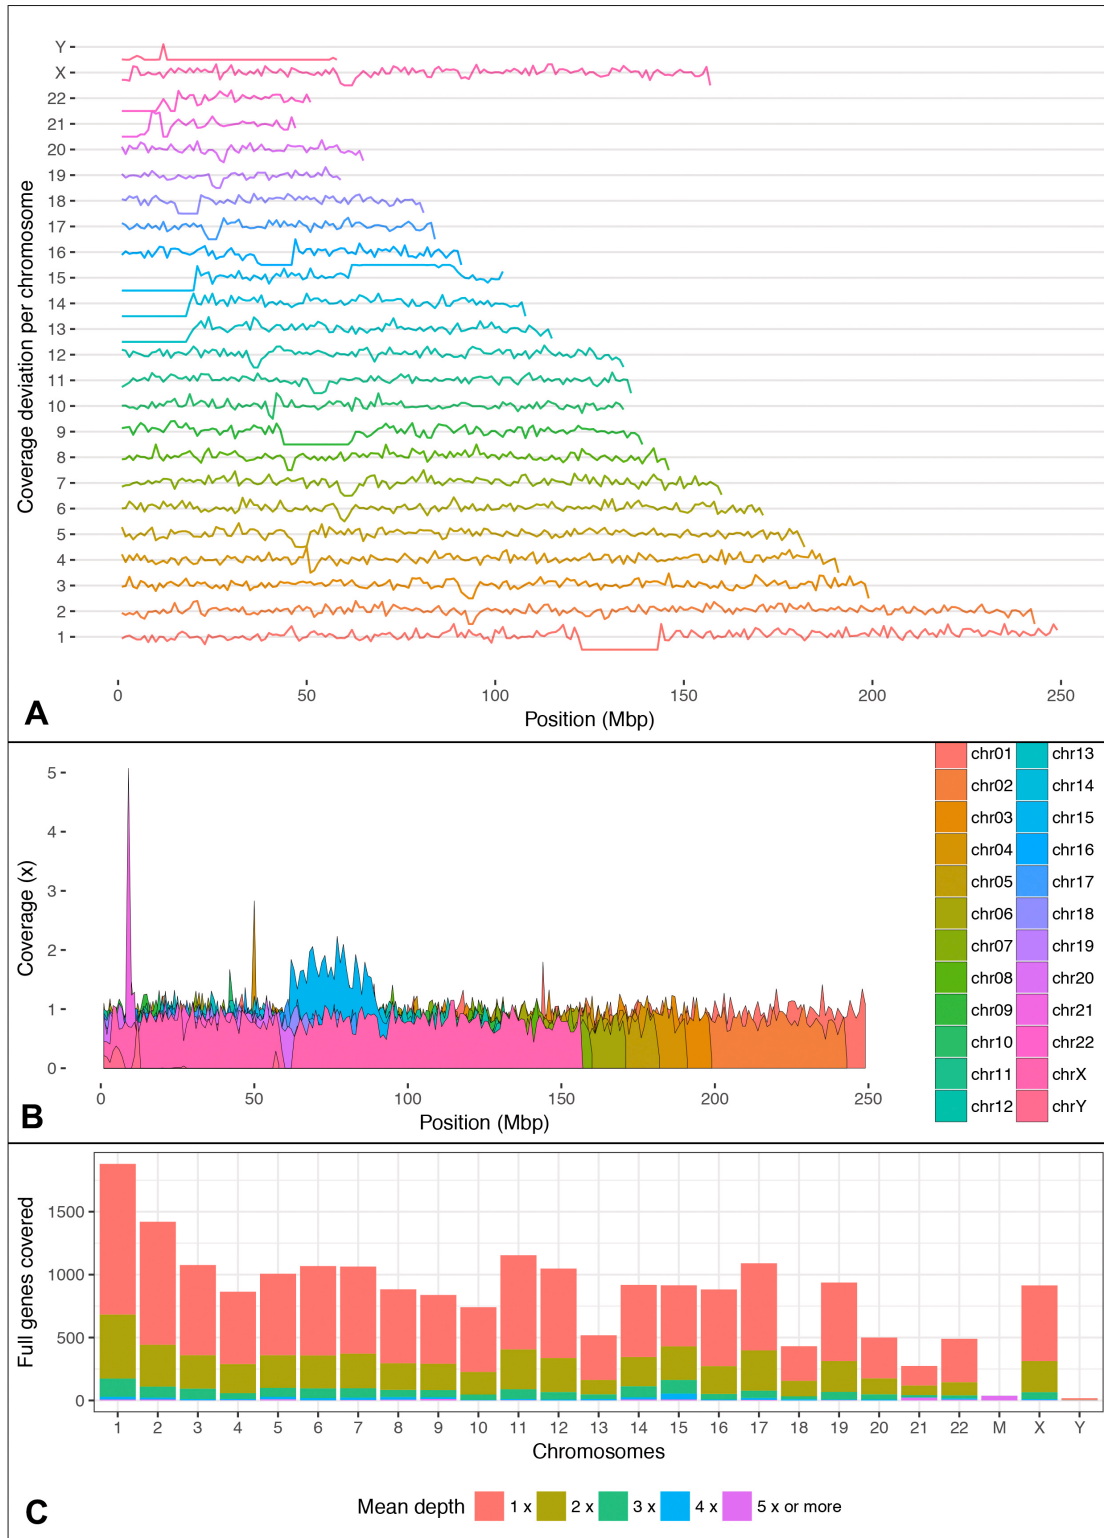 Coverage deviation per chromosome
Y
X
22
21
20
19
18
17
16
15
14
13
12
11
10
9
8
7
6
5
4
3
2
1
0 50 100 150 200 250
Position (Mbp)
A
Coverage (x)
5
4
3
2
1
0
0 50 100 150 200 250
Position (Mbp)
B
chr01 chr13
chr02 chr14
chr03 chr15
chr04 chr16
chr05 chr17
chr06 chr18
chr07 chr19
chr08 chr20
chr09 chr21
chr10 chr22
chr11 chrX
chr12 chrY
Full genes covered
1500
1000
500
0
1 2 3 4 5 6 7 8 9 10 11 12 13 14 15 16 17 18 19 20 21 22 M X Y
Chromosomes
C
Mean depth 1 x 2 x 3 x 4 x 5 x or more